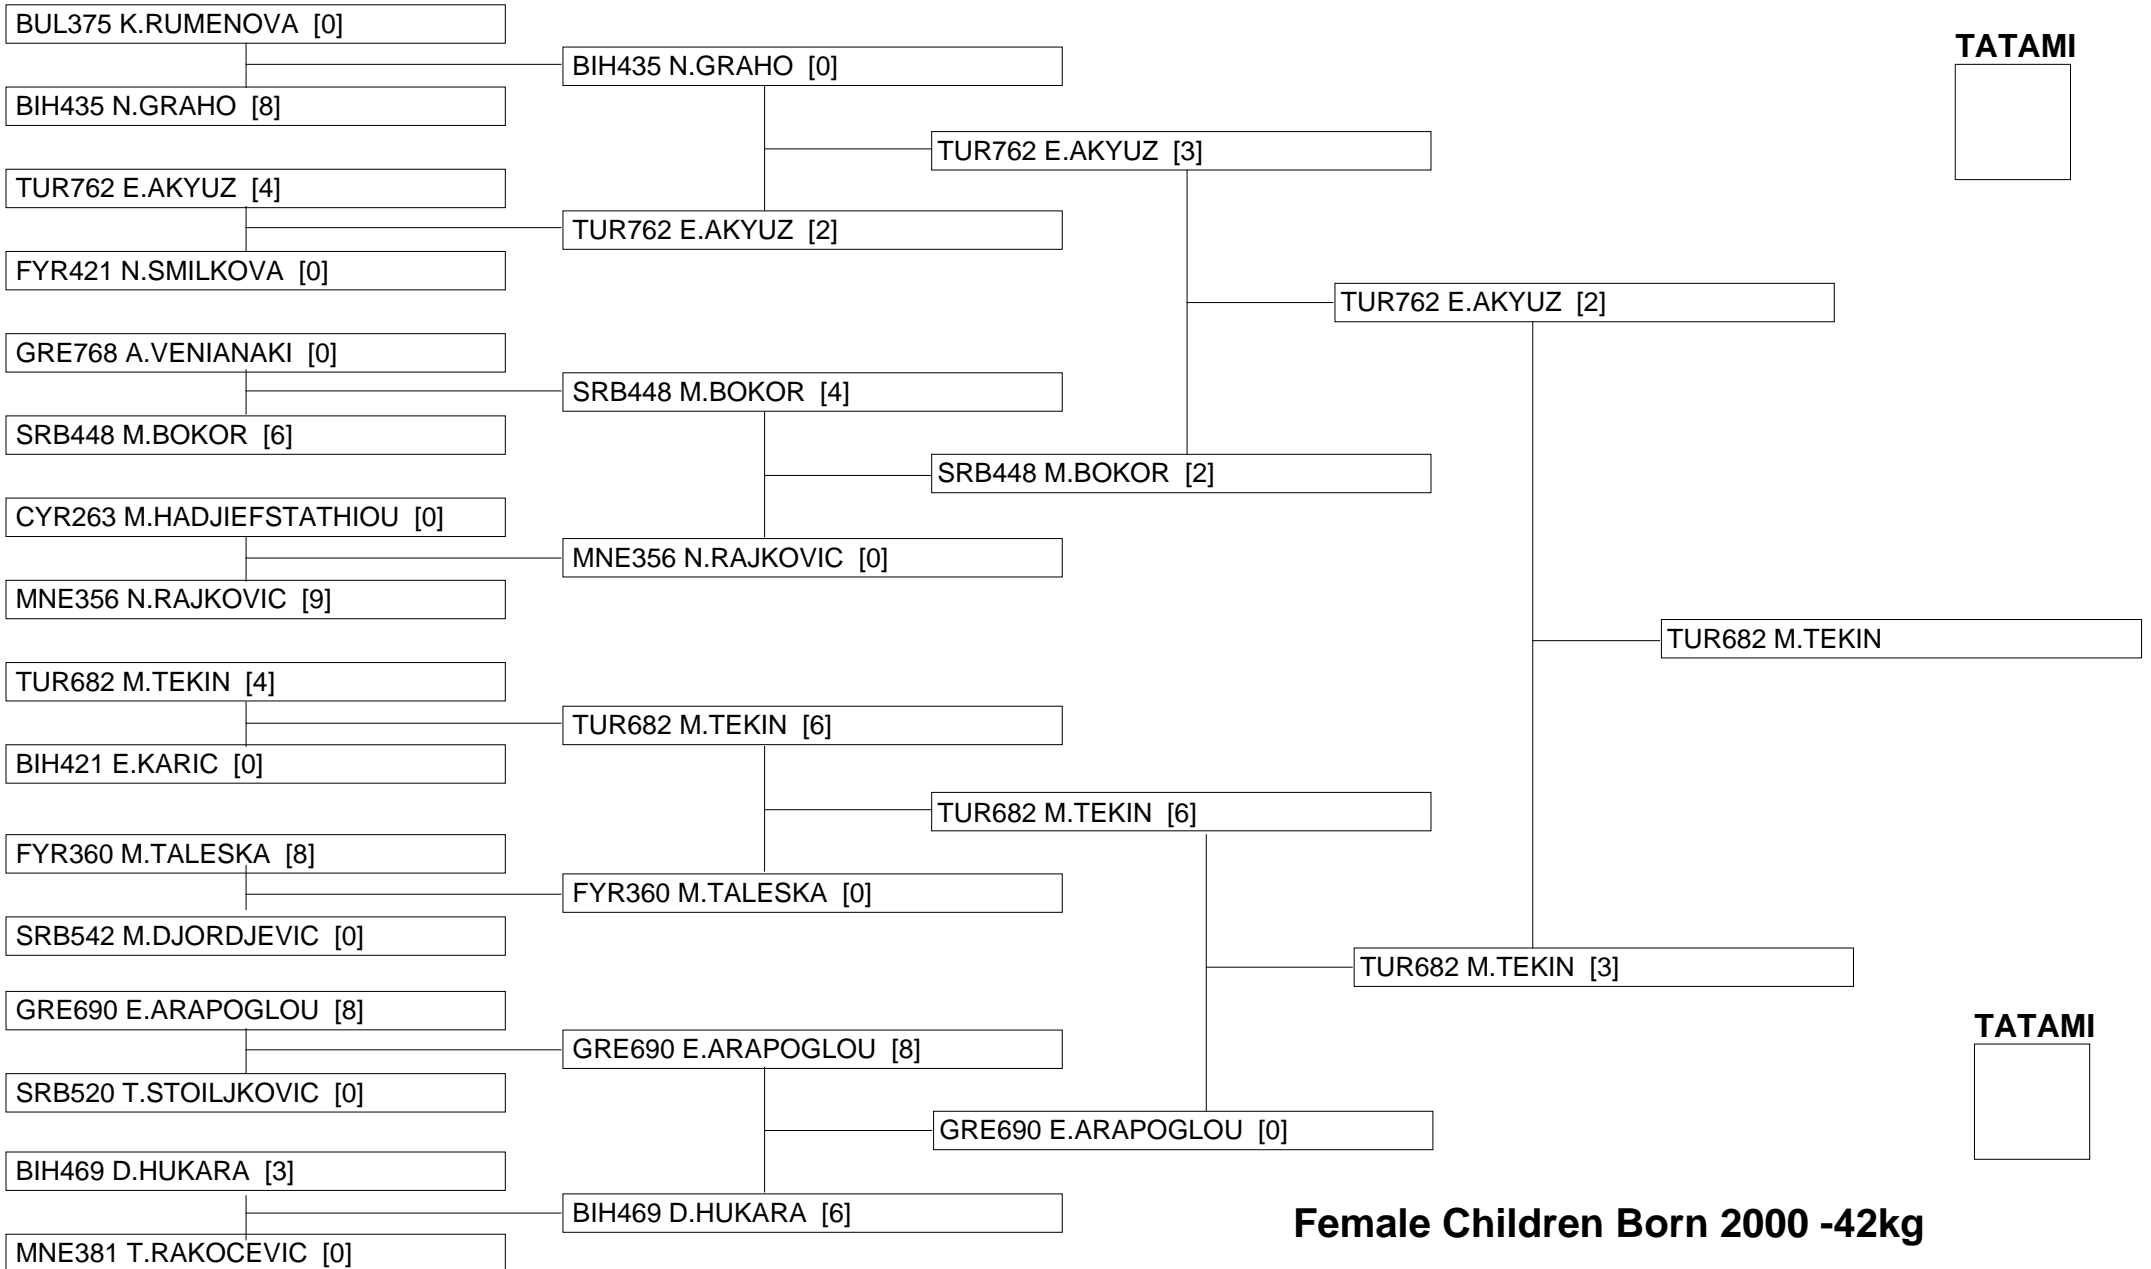 BUL375 K.RUMENOVA [0]
BIH435 N.GRAHO [8]
TUR762 E.AKYUZ [4]
FYR421 N.SMILKOVA [0]
GRE768 A.VENIANAKI [0]
SRB448 M.BOKOR [6]
CYR263 M.HADJIEFSTATHIOU [0]
MNE356 N.RAJKOVIC [9]
TUR682 M.TEKIN [4]
BIH421 E.KARIC [0]
FYR360 M.TALESKA [8]
SRB542 M.DJORDJEVIC [0]
GRE690 E.ARAPOGLOU [8]
SRB520 T.STOILJKOVIC [0]
BIH469 D.HUKARA [3]
MNE381 T.RAKOCEVIC [0]
BIH435 N.GRAHO [0]
TUR762 E.AKYUZ [2]
SRB448 M.BOKOR [4]
MNE356 N.RAJKOVIC [0]
TUR682 M.TEKIN [6]
FYR360 M.TALESKA [0]
GRE690 E.ARAPOGLOU [8]
BIH469 D.HUKARA [6]
TUR762 E.AKYUZ [3]
SRB448 M.BOKOR [2]
TUR682 M.TEKIN [6]
GRE690 E.ARAPOGLOU [0]
TUR762 E.AKYUZ [2]
TUR682 M.TEKIN [3]
TUR682 M.TEKIN
TATAMI
TATAMI
Female Children Born 2000 -42kg